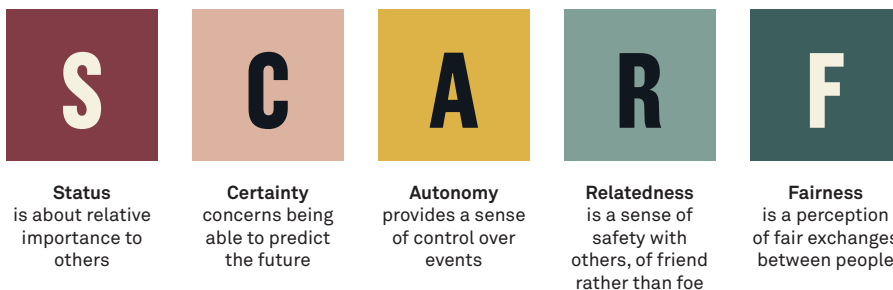 S
C
A
R
F
Status
is about relative
importance to
others
Certainty
concerns being
able to predict
the future
Autonomy
provides a sense
of control over
events
Relatedness
is a sense of
safety with
others, of friend
rather than foe
Fairness
is a perception
of fair exchanges
between people